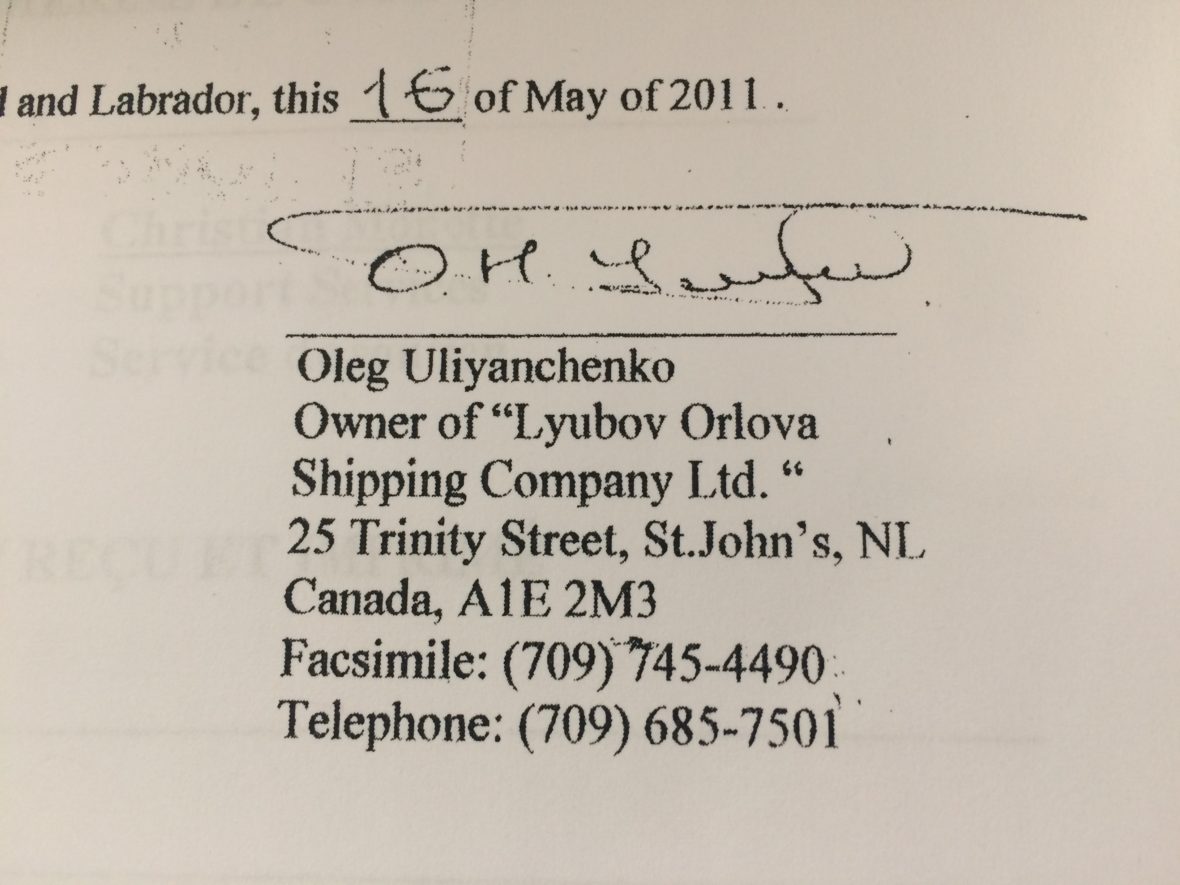 and Labrador, this 16 of May of 2011 .
Oleg Uliyanchenko
Owner of “Lyubov Orlova
Shipping Company Ltd. “
25 Trinity Street, St.John’s, NL
Canada, A1E 2M3
Facsimile: (709) 745-4490
Telephone: (709) 685-7501